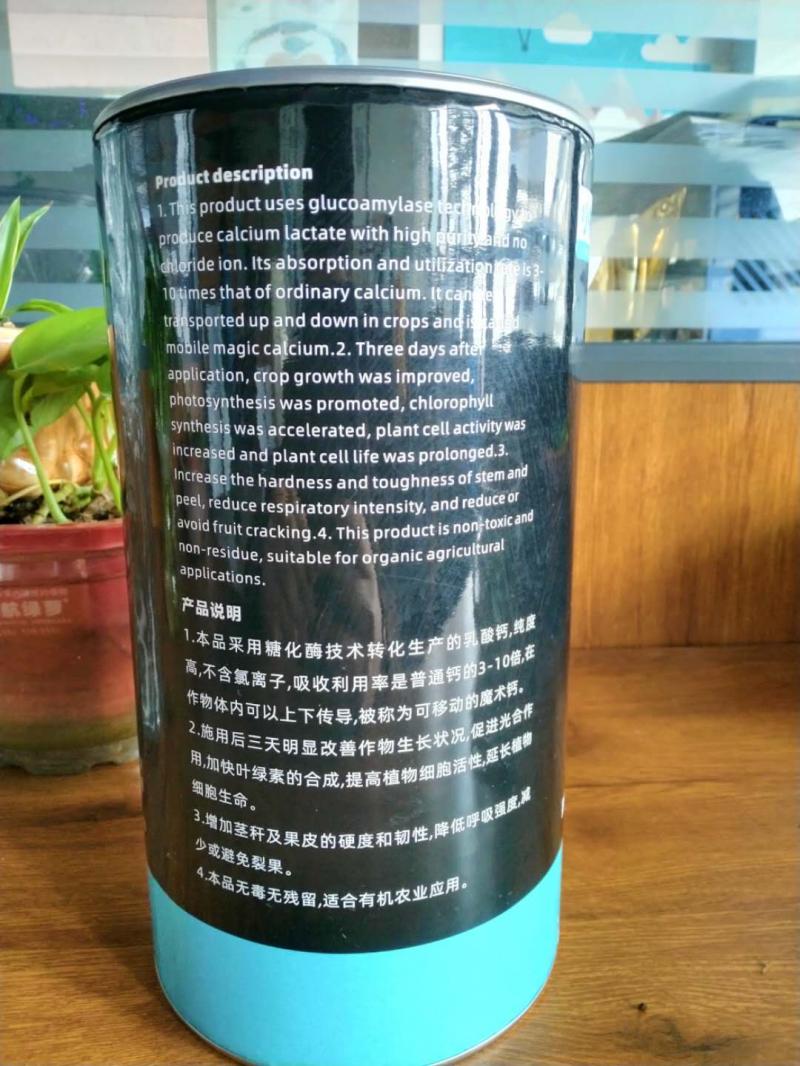 Product description
1. This product uses glucoamylase technology to
produce calcium lactate with high purity and no
chloride ion. Its absorption and utilization rate is 3-
10 times that of ordinary calcium. It can be
transported up and down in crops and is called
mobile magic calcium.2. Three days after
application, crop growth was improved,
photosynthesis was promoted, chlorophyll
synthesis was accelerated, plant cell activity was
increased and plant cell life was prolonged.3.
Increase the hardness and toughness of stem and
peel, reduce respiratory intensity, and reduce or
avoid fruit cracking.4. This product is non-toxic and
non-residue, suitable for organic agricultural
applications.
产品说明
1.本品采用糖化酶技术转化生产的乳酸钙,纯度
高,不含氯离子,吸收利用率是普通钙的3-10倍,在
作物体内可以上下传导,被称为可移动的魔术钙。
2.施用后三天明显改善作物生长状况,促进光合作
用,加快叶绿素的合成,提高植物细胞活性,延长植物
细胞生命。
3.增加茎秆及果皮的硬度和韧性,降低呼吸强度,减
少或避免裂果。
4.本品无毒无残留,适合有机农业应用。